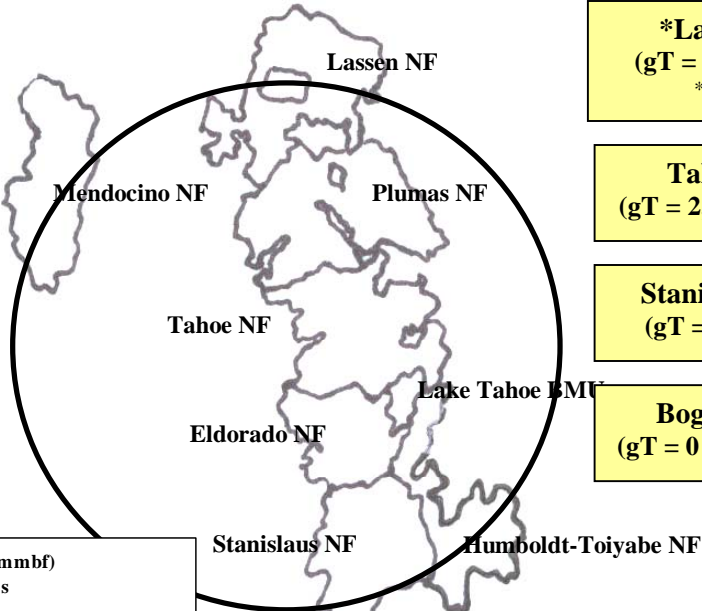 *La
(gT =
*
Lassen NF
Mendocino NF
Plumas NF
Ta
(gT = 2
Tahoe NF
Stani
(gT =
Lake Tahoe BMU
Eldorado NF
Bog
(gT = 0
Stanislaus NF
Humboldt-Toiyabe NF
mmbf)
s